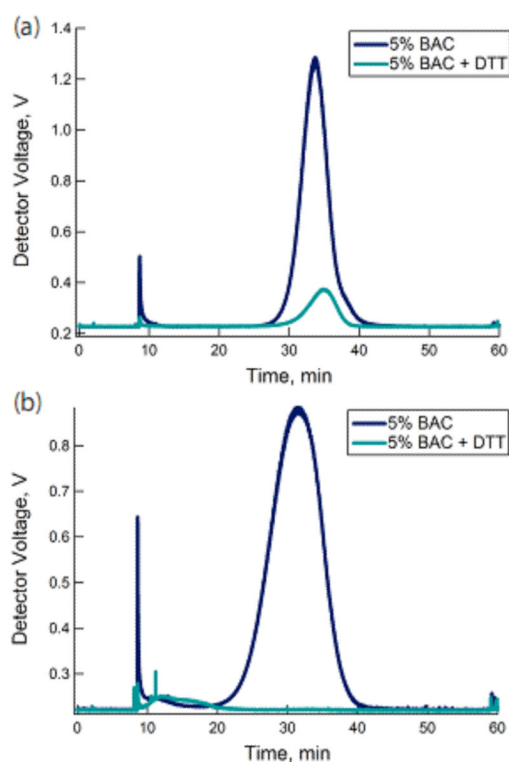 (a)
1.4
5% BAC
5% BAC + DTT
1.2
1.0
0.8
0.6
0.4
0.2
Detector Voltage, V
0 10 20 30 40 50 60
Time, min
(b)
5% BAC
5% BAC + DTT
0.8
0.7
0.6
0.5
0.4
0.3
Detector Voltage, V
0 10 20 30 40 50 60
Time, min